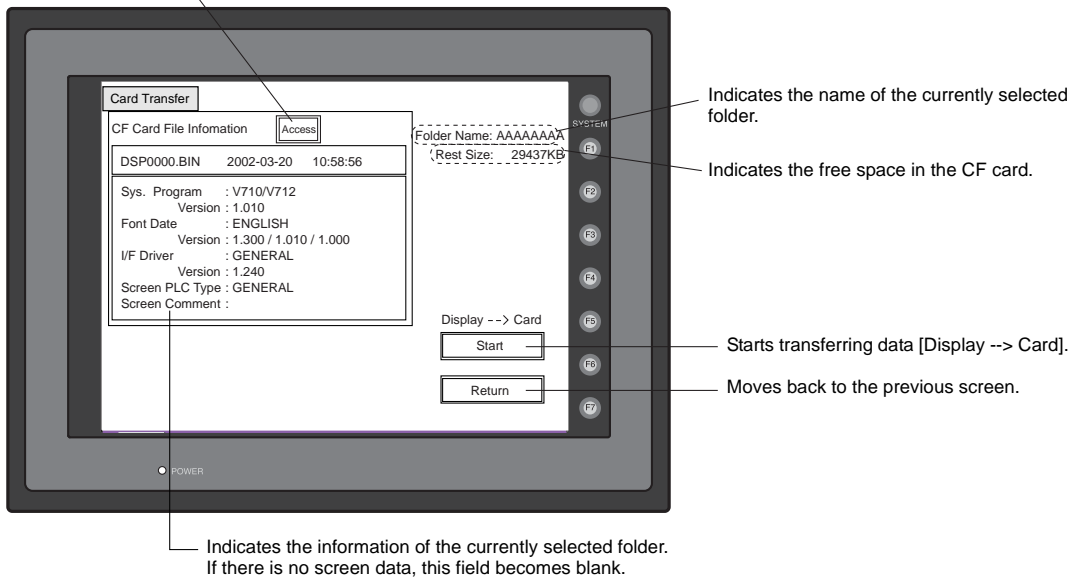 Card Transfer
CF Card File Infomation
Access
DSP0000.BIN 2002-03-20 10:58:56
Sys. Program : V710/V712
Version : 1.010
Font Date : ENGLISH
Version : 1.300 / 1.010 / 1.000
I/F Driver : GENERAL
Version : 1.240
Screen PLC Type : GENERAL
Screen Comment :
Folder Name: AAAAAAAA
Rest Size: 29437KB
Display --> Card
Start
Return
SYSTEM
F1
F2
F3
F4
F5
F6
F7
POWER
Indicates the name of the currently selected
folder.
Indicates the free space in the CF card.
Starts transferring data [Display --> Card].
Moves back to the previous screen.
Indicates the information of the currently selected folder.
If there is no screen data, this field becomes blank.